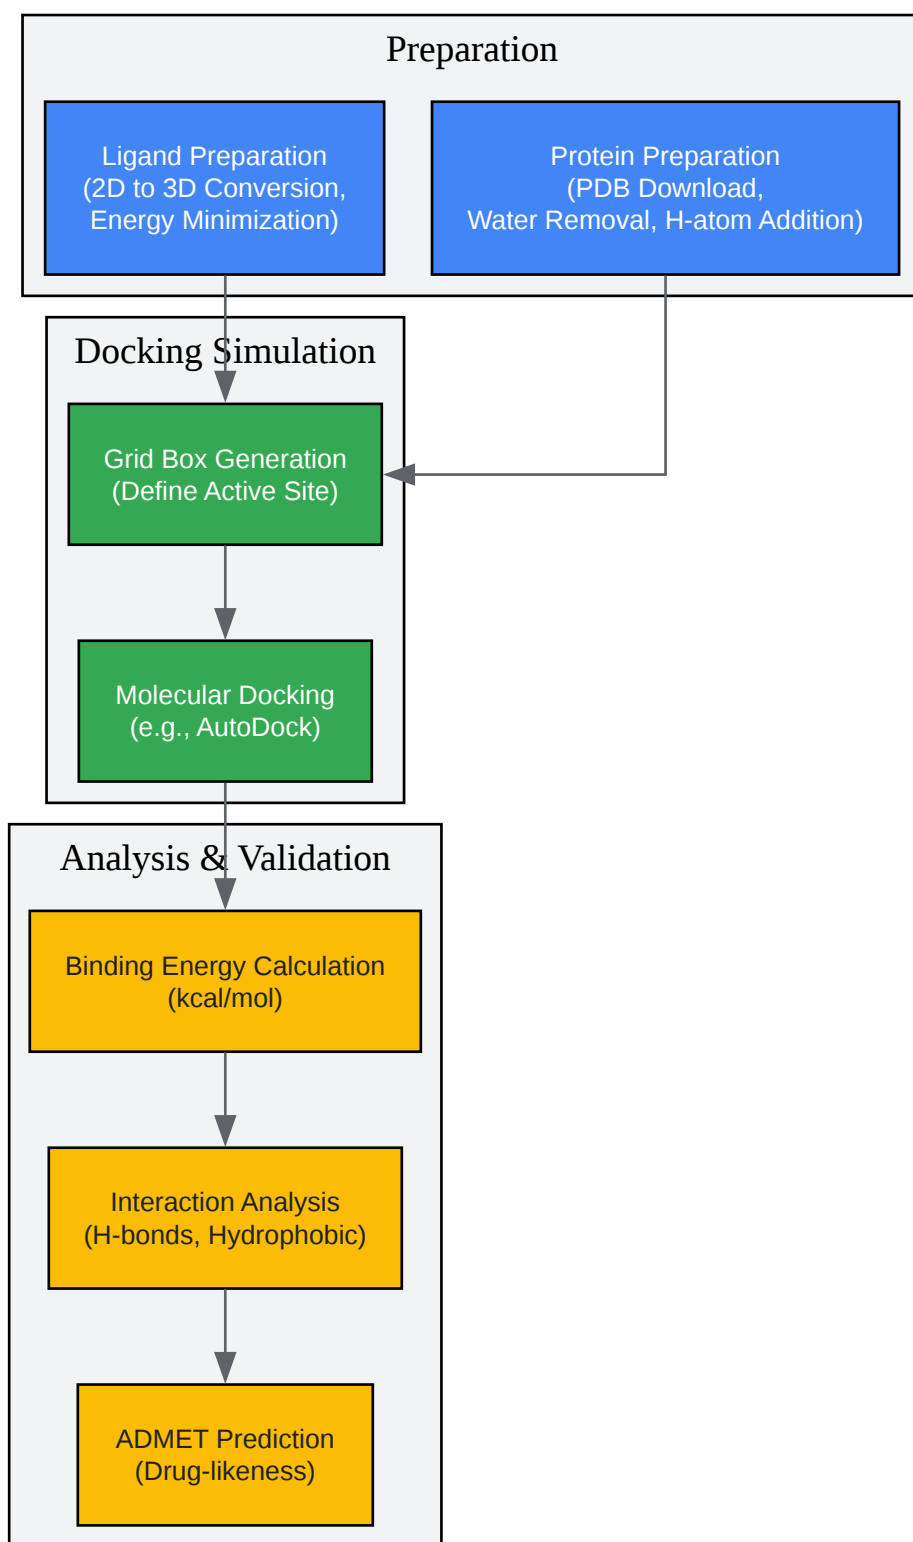 Preparation
Ligand Preparation
(2D to 3D Conversion,
Energy Minimization)
Protein Preparation
(PDB Download,
Water Removal, H-atom Addition)
Docking Simulation
Grid Box Generation
(Define Active Site)
Molecular Docking
(e.g., AutoDock)
Analysis & Validation
Binding Energy Calculation
(kcal/mol)
Interaction Analysis
(H-bonds, Hydrophobic)
ADMET Prediction
(Drug-likeness)